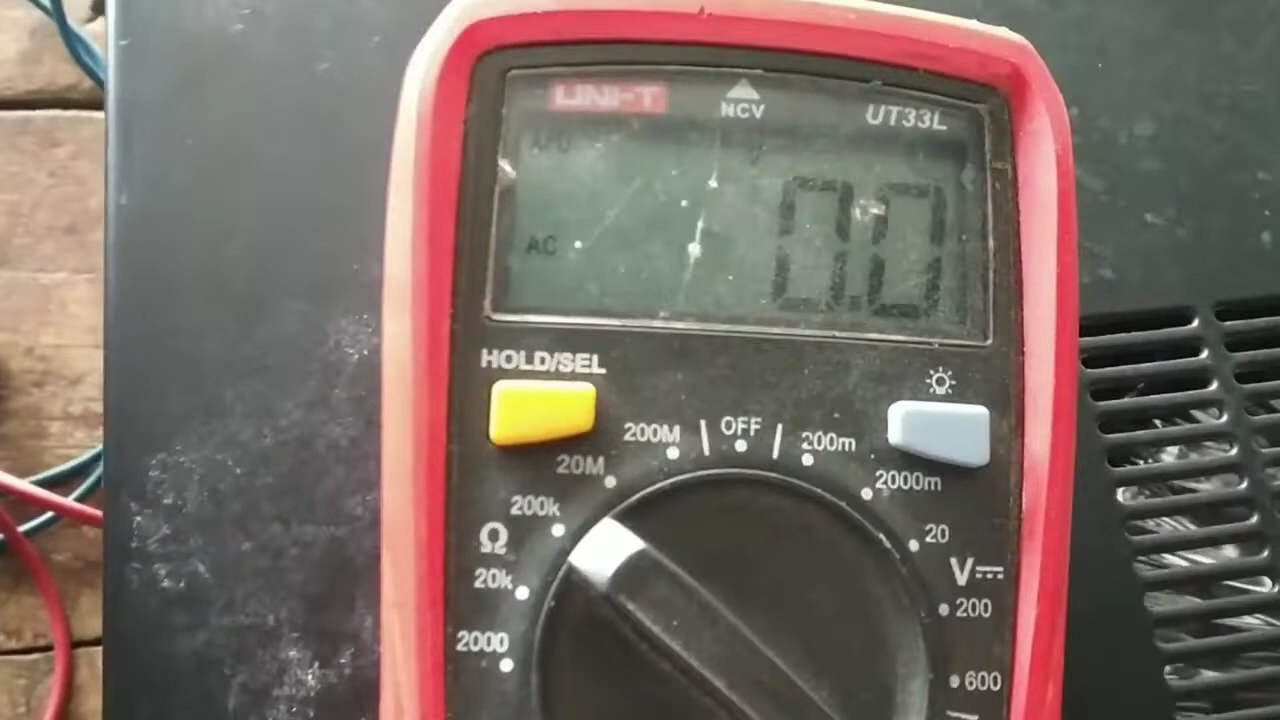 UNI-T
NCV
UT33L
AC
0.0
HOLD/SEL
200M
OFF
200m
20M
2000m
200k
20
Ω
V⎓
20k
200
2000
600